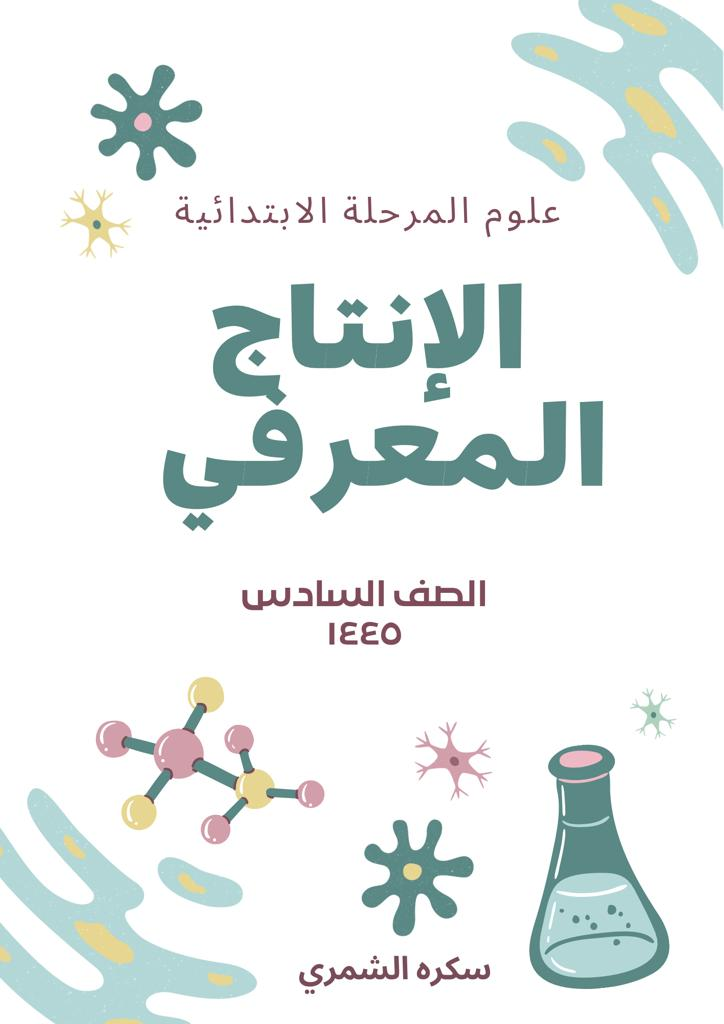 علوم المرحلة الابتدائية
الإنتاج
المعرفي
الصف السادس
١٤٤٥
سكره الشمري